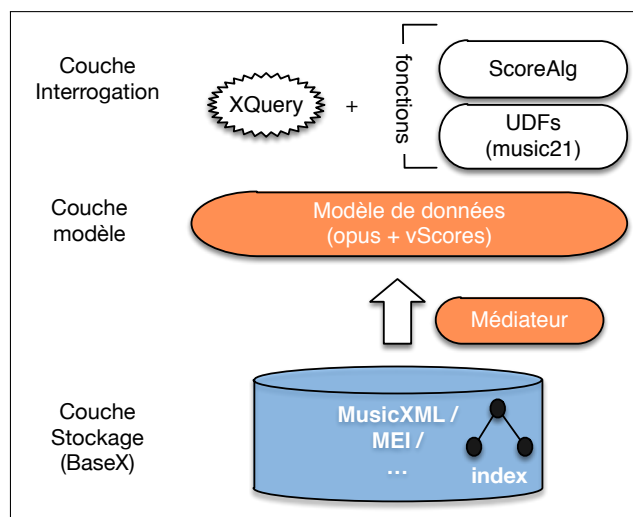 Couche
Interrogation
XQuery
+
fonctions
ScoreAlg
UDFs
(music21)
Couche
modèle
Modèle de données
(opus + vScores)
Médiateur
Couche
Stockage
(BaseX)
MusicXML /
MEI /
...
index